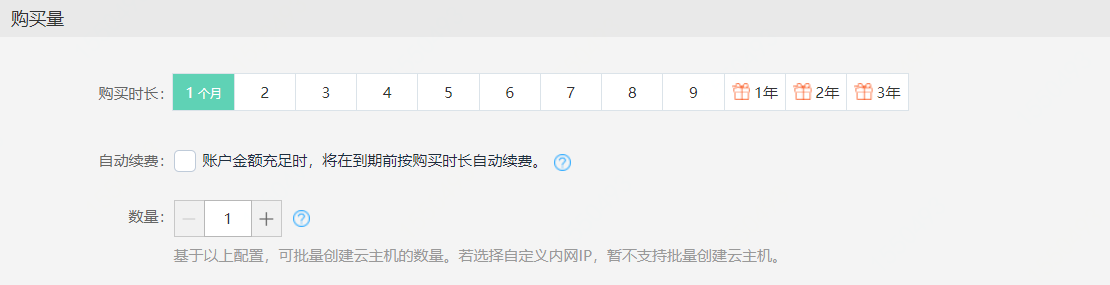 购买量
购买时长: 1 个月 2 3 4 5 6 7 8 9 1年 2年 3年
自动续费: 账户金额充足时，将在到期前按购买时长自动续费。 ?
数量: − 1 + ?
基于以上配置，可批量创建云主机的数量。若选择自定义内网IP，暂不支持批量创建云主机。